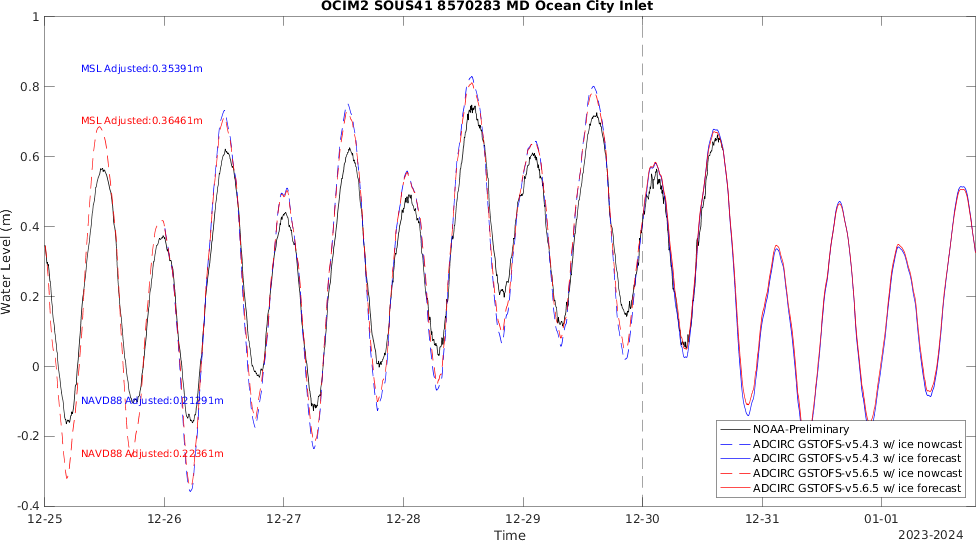 OCIM2 SOUS41 8570283 MD Ocean City Inlet
1
0.8
0.6
0.4
0.2
0
-0.2
-0.4
Water Level (m)
MSL Adjusted:0.35391m
MSL Adjusted:0.36461m
NAVD88 Adjusted:0.21291m
NAVD88 Adjusted:0.22361m
NOAA-Preliminary
ADCIRC GSTOFS-v5.4.3 w/ ice nowcast
ADCIRC GSTOFS-v5.4.3 w/ ice forecast
ADCIRC GSTOFS-v5.6.5 w/ ice nowcast
ADCIRC GSTOFS-v5.6.5 w/ ice forecast
12-25 12-26 12-27 12-28 12-29 12-30 12-31 01-01
Time
2023-2024